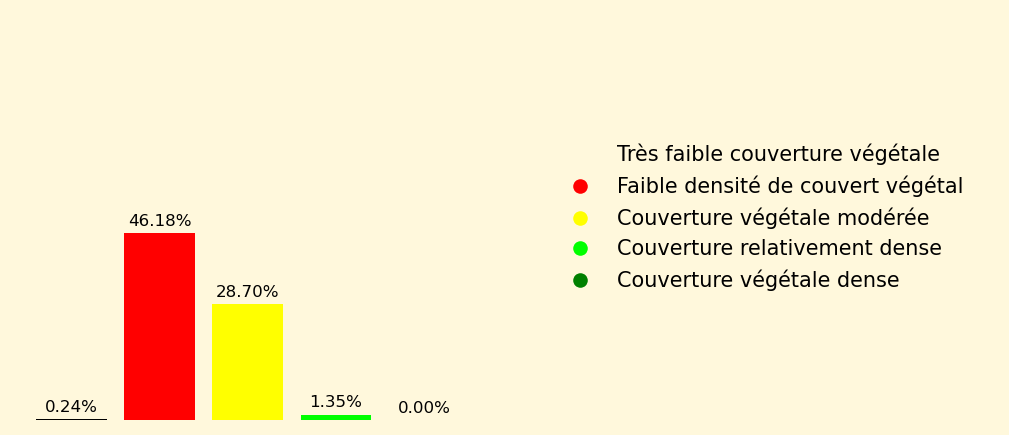 46.18%
28.70%
0.24%
1.35%
0.00%
Très faible couverture végétale
Faible densité de couvert végétal
Couverture végétale modérée
Couverture relativement dense
Couverture végétale dense